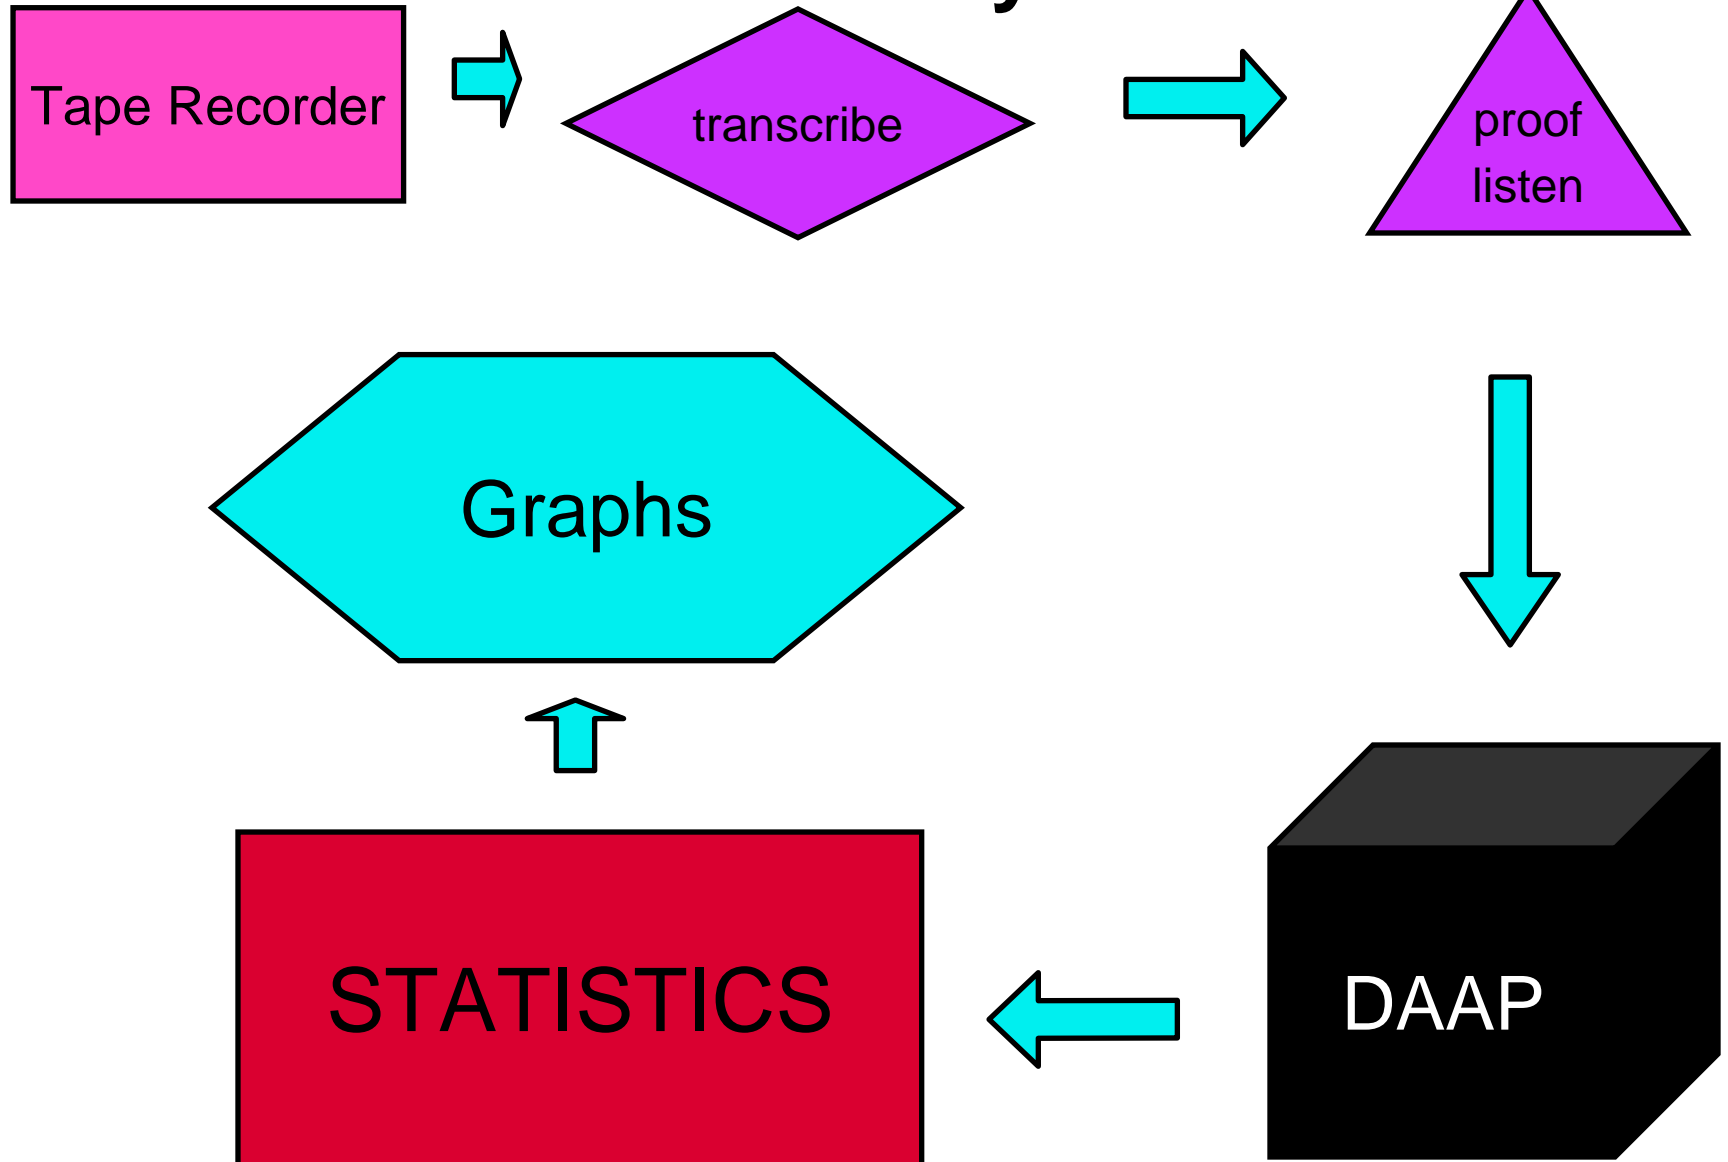 Tape Recorder
transcribe
proof
listen
Graphs
STATISTICS
DAAP